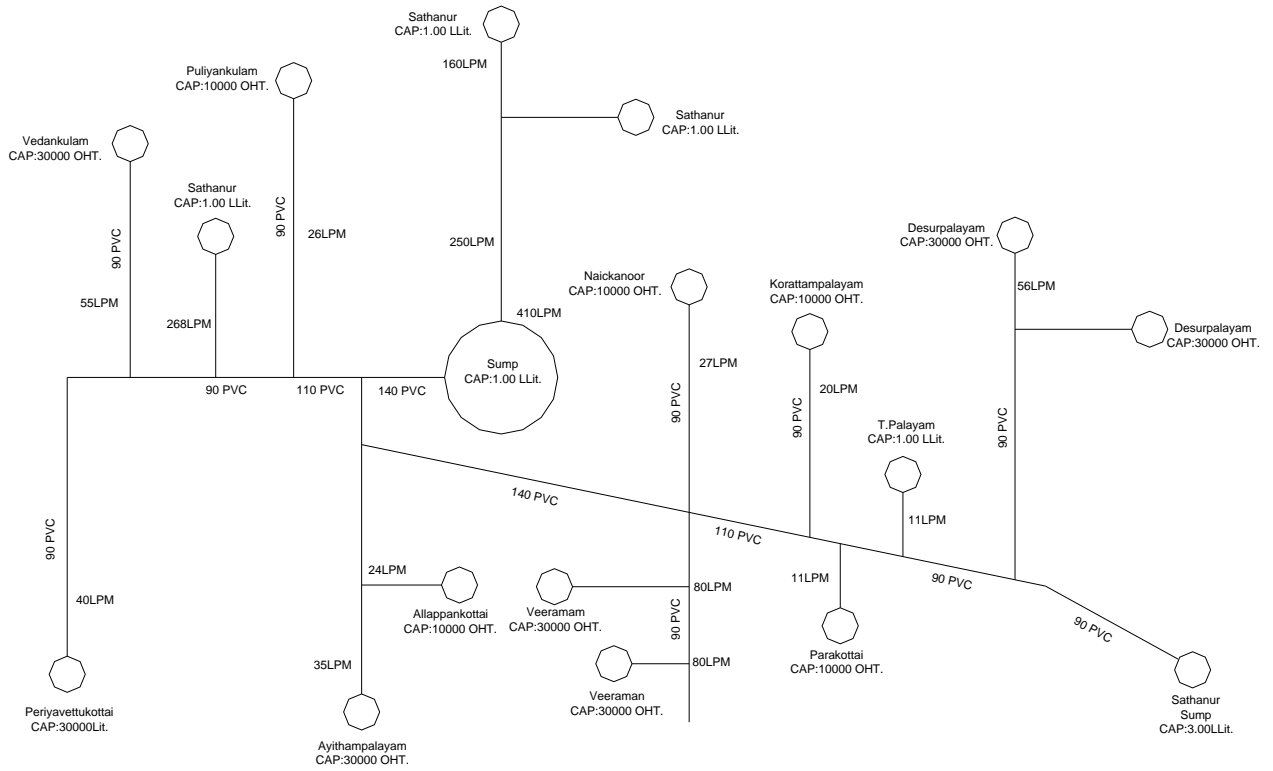 Sathanur
CAP:1.00 LLit.
160LPM
Puliyankulam
CAP:10000 OHT.
Sathanur
CAP:1.00 LLit.
Vedankulam
CAP:30000 OHT.
Sathanur
CAP:1.00 LLit.
90 PVC
26LPM
90 PVC
250LPM
Desurpalayam
CAP:30000 OHT.
Naickanoor
CAP:10000 OHT.
Korattampalayam
CAP:10000 OHT.
56LPM
55LPM
268LPM
410LPM
Desurpalayam
CAP:30000 OHT.
Sump
CAP:1.00 LLit.
27LPM
20LPM
90 PVC
110 PVC
140 PVC
90 PVC
90 PVC
T.Palayam
CAP:1.00 LLit.
90 PVC
140 PVC
11LPM
90 PVC
110 PVC
24LPM
80LPM
11LPM
90 PVC
40LPM
Allappankottai
CAP:10000 OHT.
Veeramam
CAP:30000 OHT.
90 PVC
90 PVC
35LPM
80LPM
Parakottai
CAP:10000 OHT.
Veeraman
CAP:30000 OHT.
Sathanur
Sump
CAP:3.00LLit.
Periyavettukottai
CAP:30000Lit.
Ayithampalayam
CAP:30000 OHT.